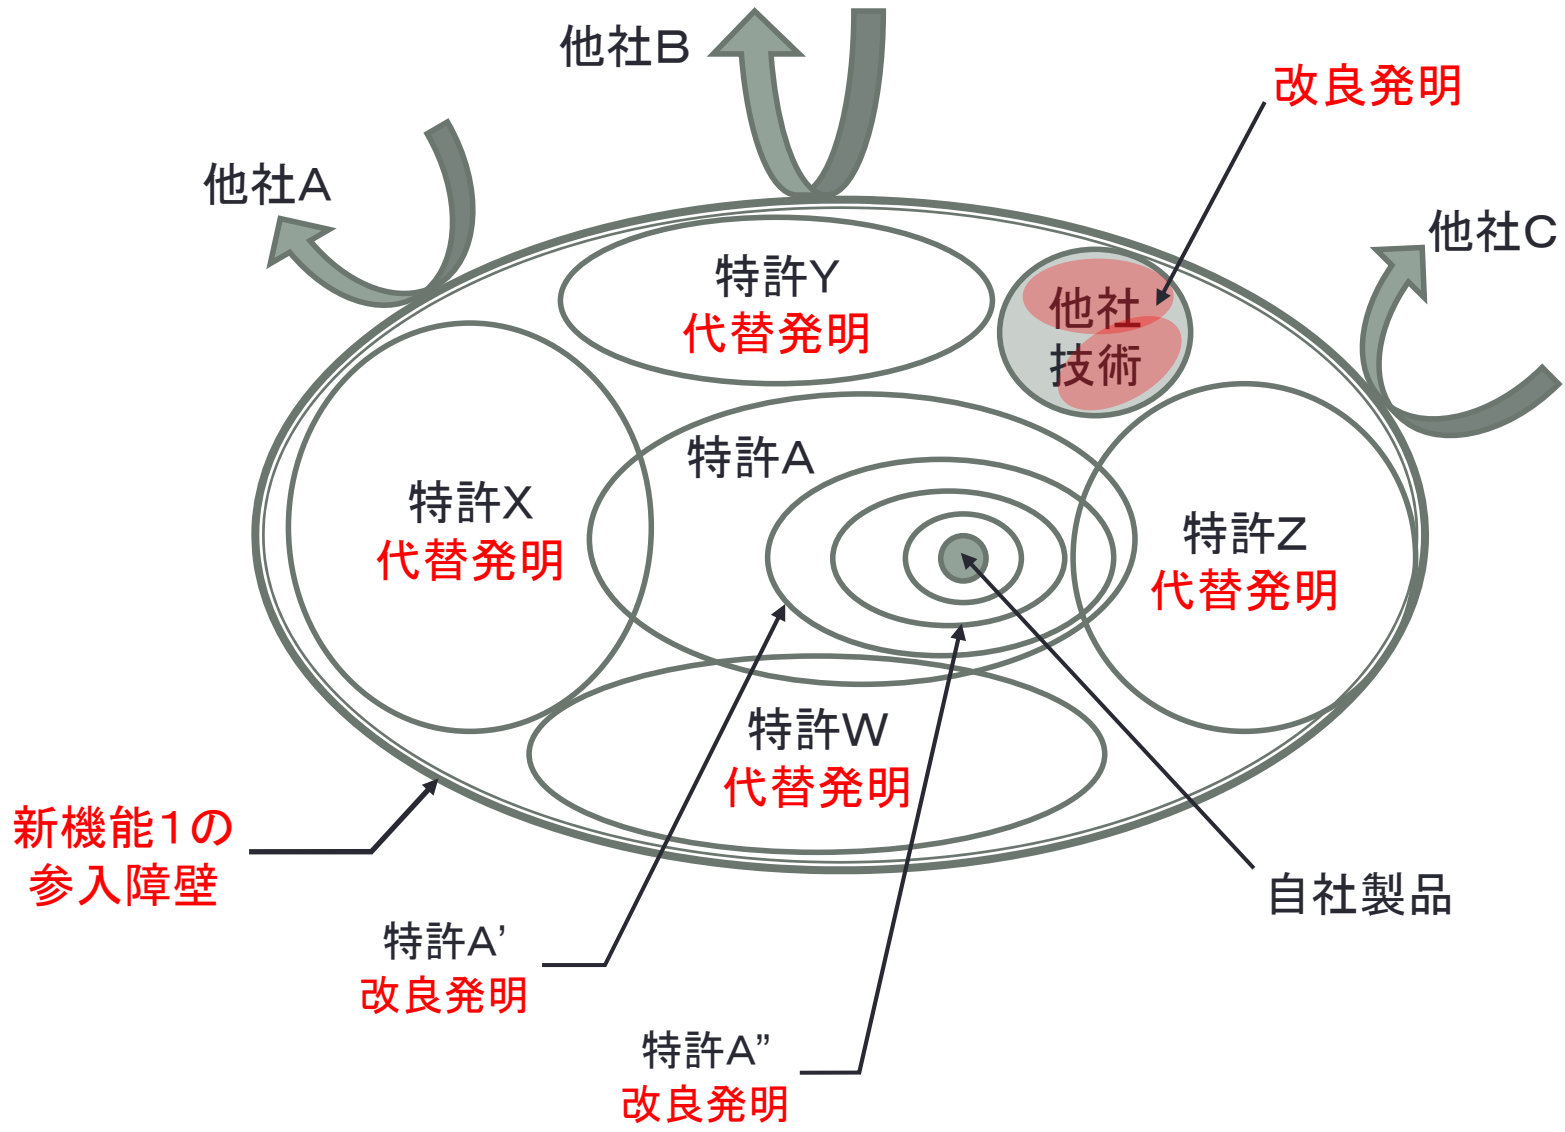 他社B
改良発明
他社A
他社C
特許Y
代替発明
他社
技術
特許A
特許X
代替発明
特許Z
代替発明
特許W
代替発明
新機能1の
参入障壁
自社製品
特許A’
改良発明
特許A”
改良発明